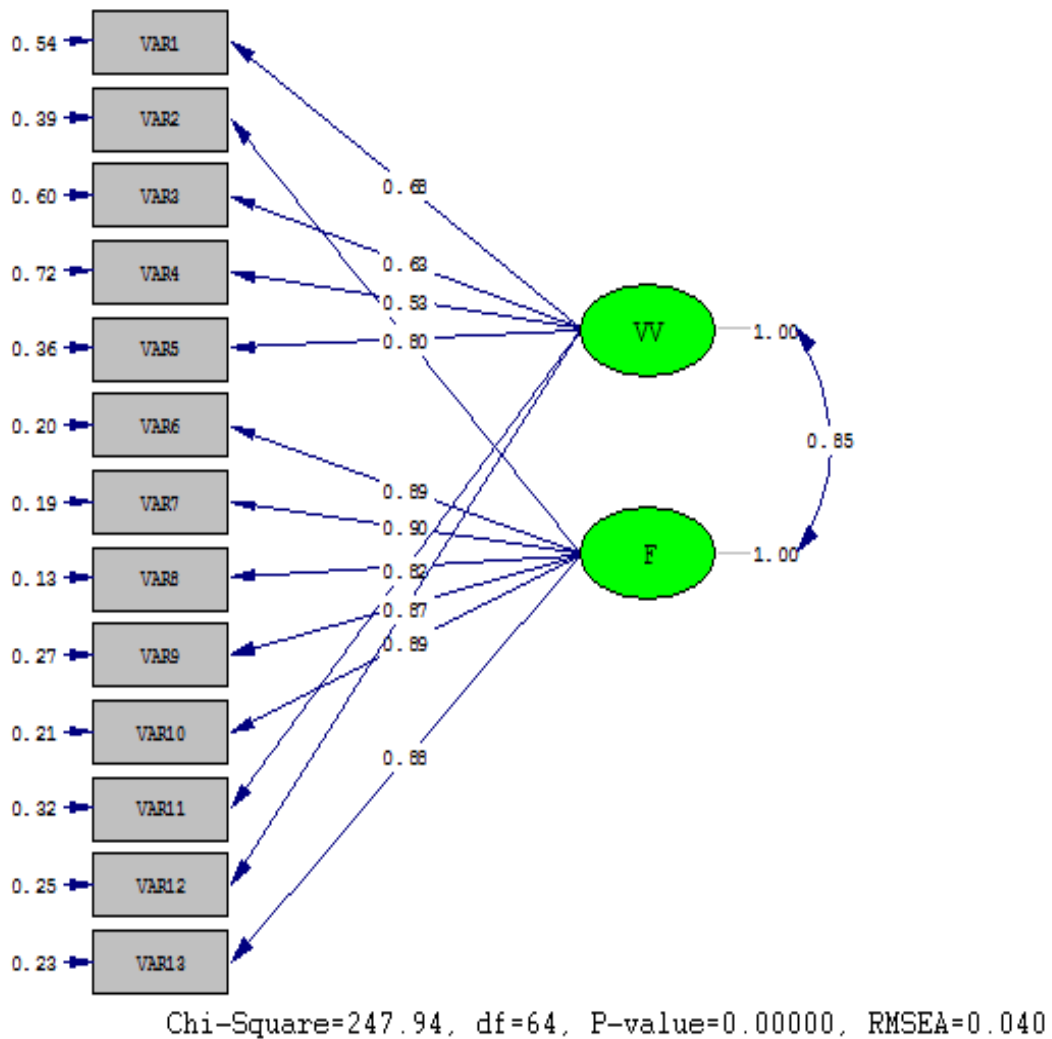 0.54 VAR1
0.39 VAR2
0.60 VAR3
0.68
0.72 VAR4
0.63
0.53
VV 1.00
0.36 VAR5
0.80
0.20 VAR6
0.85
0.19 VAR7
0.89
0.90
F 1.00
0.13 VAR8
0.82
0.87
0.27 VAR9
0.89
0.21 VAR10
0.88
0.32 VAR11
0.25 VAR12
0.23 VAR13
Chi-Square=247.94, df=64, P-value=0.00000, RMSEA=0.040